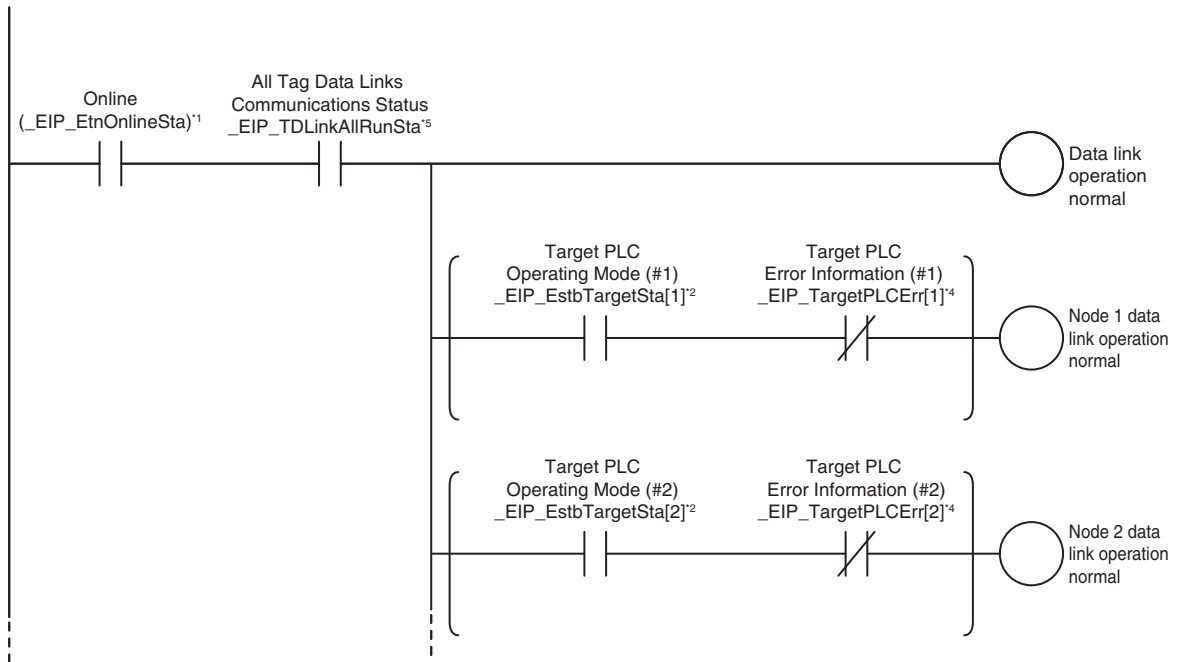 Online
(_EIP_EtnOnlineSta)*1
All Tag Data Links
Communications Status
_EIP_TDLinkAllRunSta*5
Data link
operation
normal
Target PLC
Operating Mode (#1)
_EIP_EstbTargetSta[1]*2
Target PLC
Error Information (#1)
_EIP_TargetPLCErr[1]*4
Node 1 data
link operation
normal
Target PLC
Operating Mode (#2)
_EIP_EstbTargetSta[2]*2
Target PLC
Error Information (#2)
_EIP_TargetPLCErr[2]*4
Node 2 data
link operation
normal